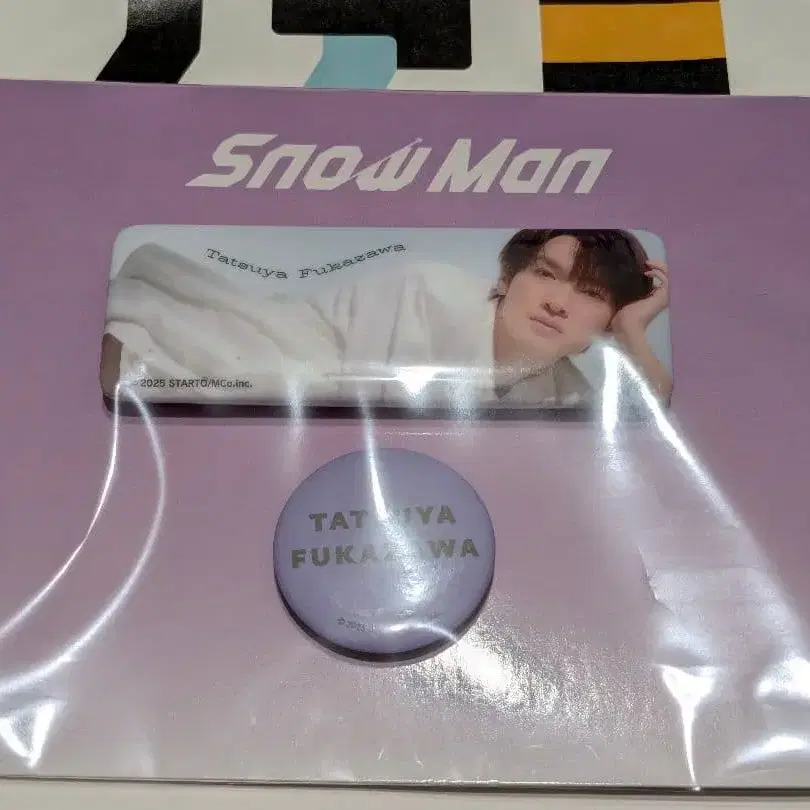 Snow Man
Tatsuya Fukazawa
©2025 STARTO/MCo.inc.
TATSUYA
FUKAZAWA